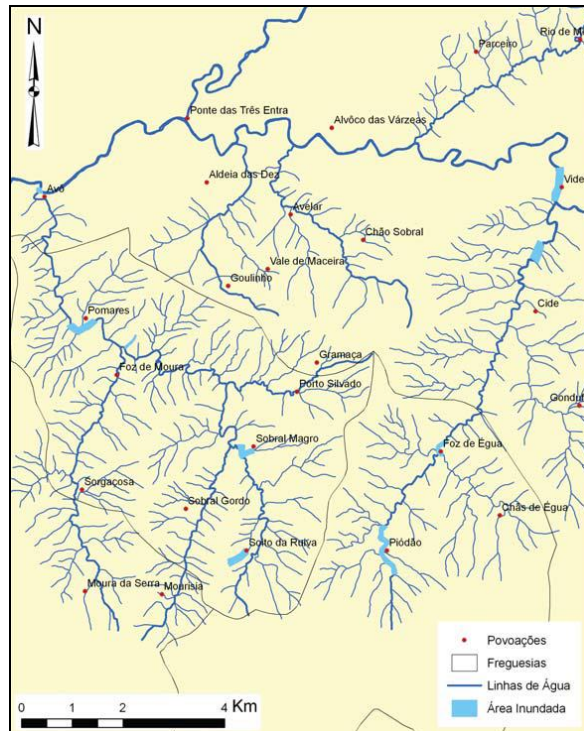 N
Parceiro
Rio de M
Ponte das Três Entra
Alvôco das Várzeas
Aldeia das Dez
Vide
Avô
Avelar
Chão Sobral
Vale de Maceira
Goulinho
Cide
Pomares
Gramaça
Foz de Moura
Porto Silvado
Gondu
Sobral Magro
Foz de Égua
Sorgaçosa
Sobral Gordo
Chãs de Égua
Soito da Ruiva
Piódão
Moura da Serra
Mourísia
Povoações
Freguesias
Linhas de Água
Área Inundada
0 1 2 4 Km